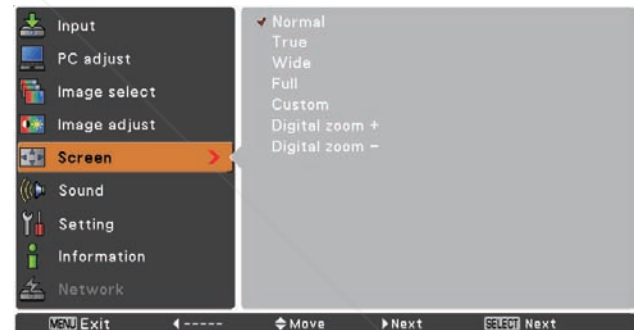 Input
PC adjust
Image select
Image adjust
Screen
Sound
Setting
Information
Network
Normal
True
Wide
Full
Custom
Digital zoom +
Digital zoom –
MENU Exit ◀ ----- Move ▶ Next SELECT Next